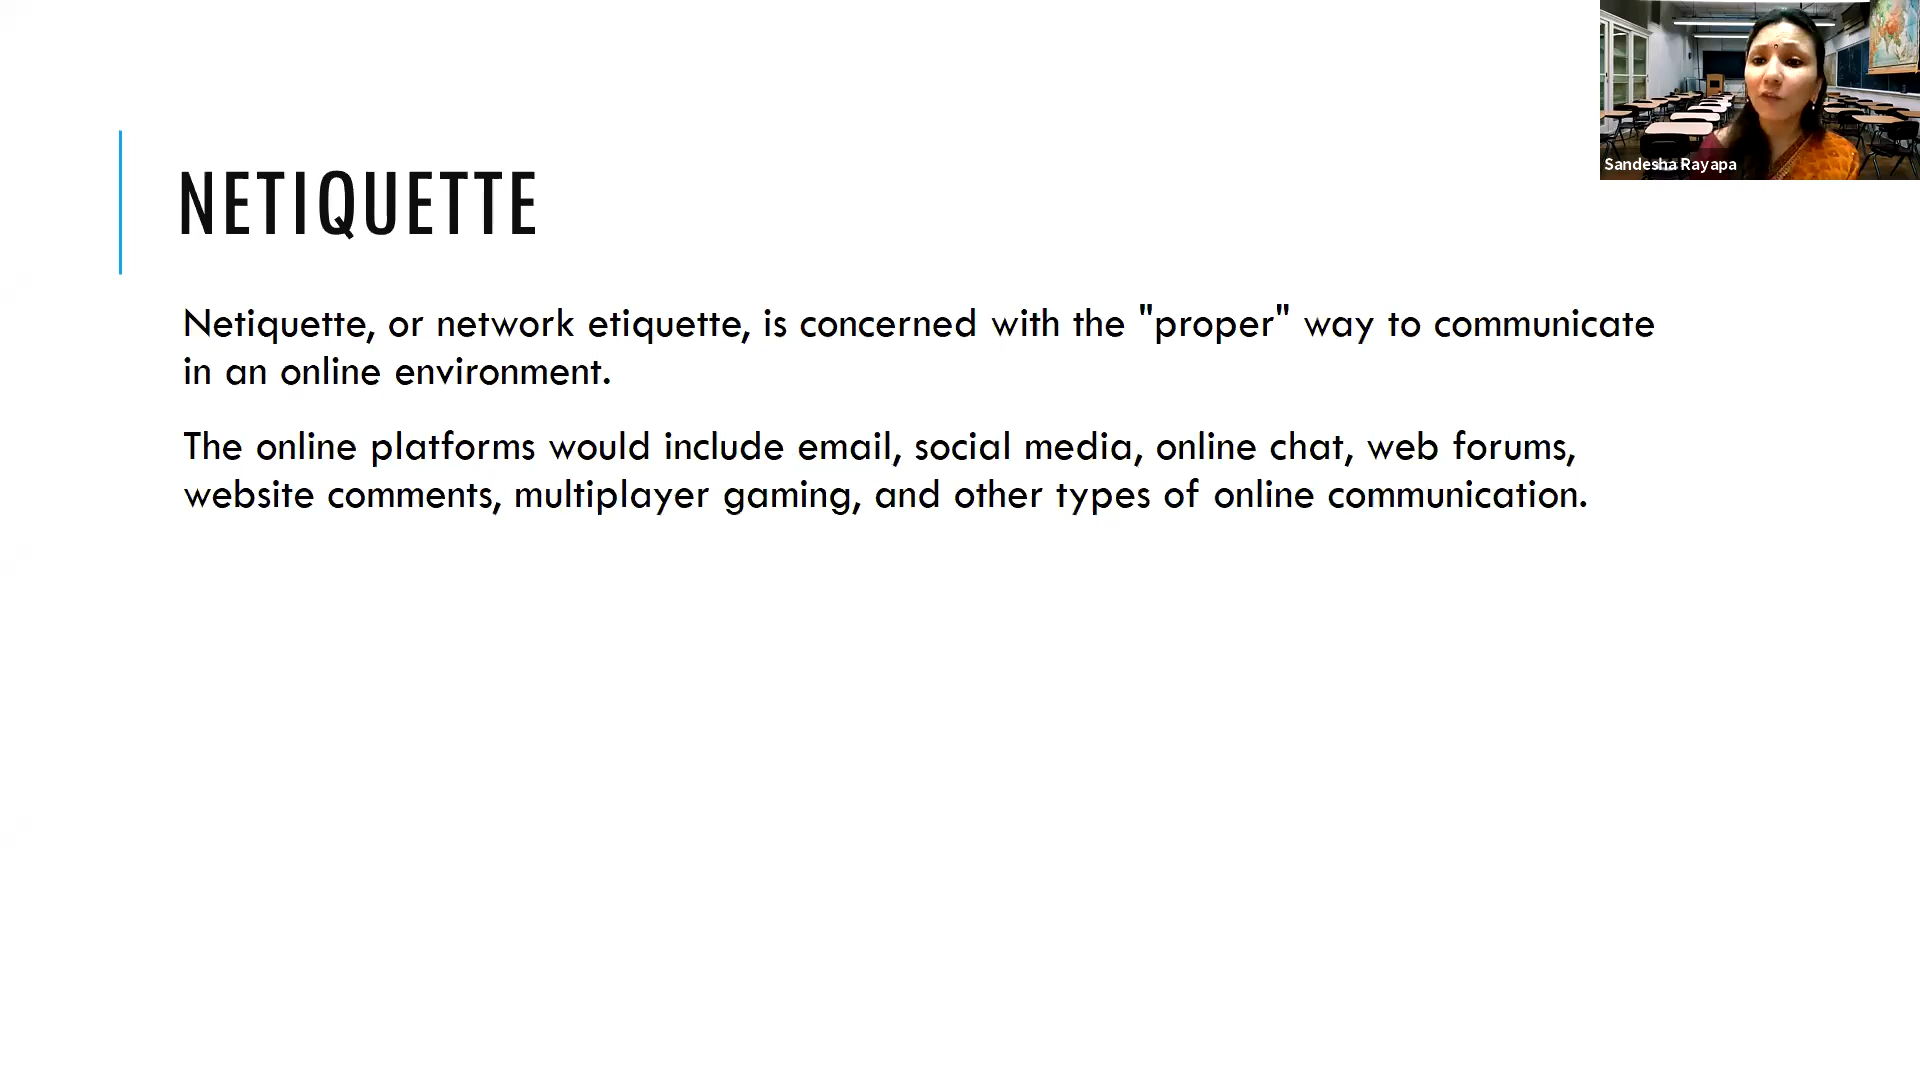 NETIQUETTE
Netiquette, or network etiquette, is concerned with the "proper" way to communicate
in an online environment.
The online platforms would include email, social media, online chat, web forums,
website comments, multiplayer gaming, and other types of online communication.
Sandesha Rayapa